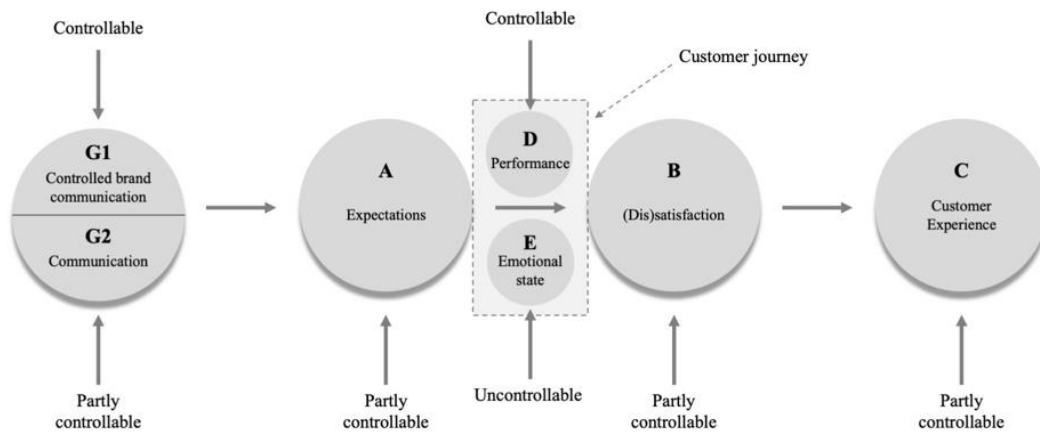 Controllable
Controllable
Customer journey
G1
Controlled brand
communication
G2
Communication
A
Expectations
D
Performance
E
Emotional
state
B
(Dis)satisfaction
C
Customer
Experience
Partly
controllable
Partly
controllable
Uncontrollable
Partly
controllable
Partly
controllable